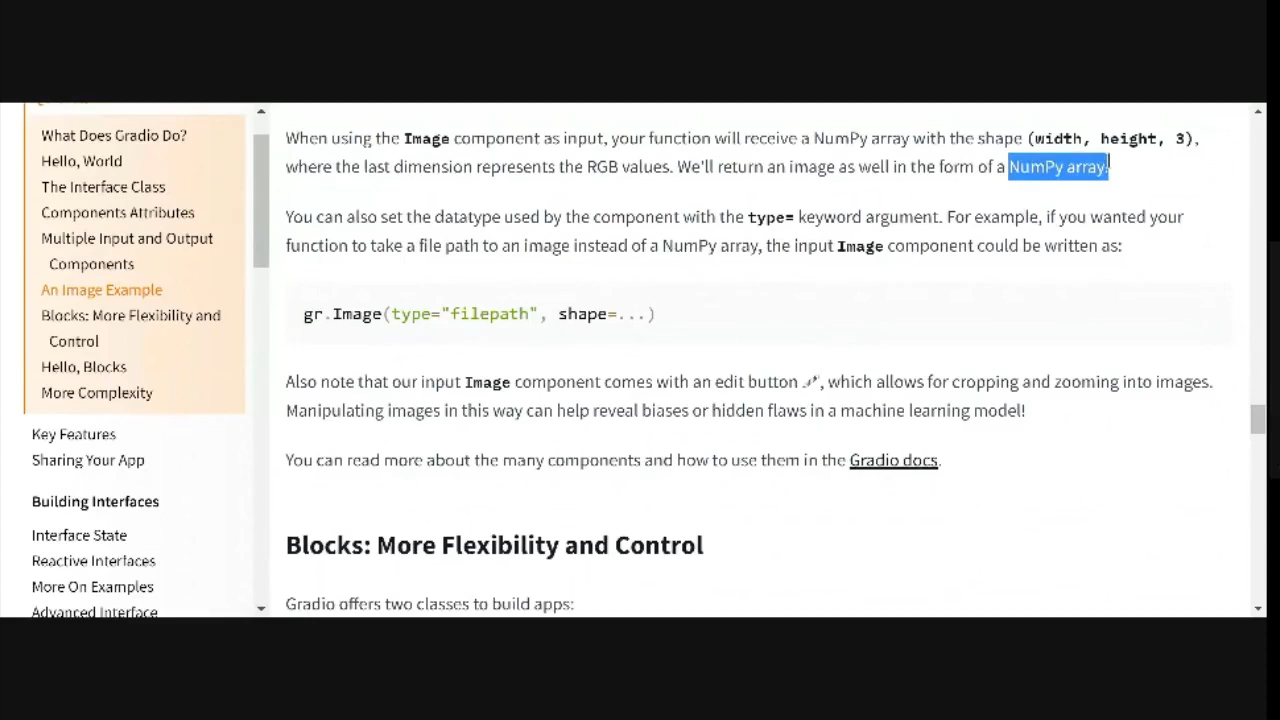 What Does Gradio Do?
Hello, World
The Interface Class
Components Attributes
Multiple Input and Output
Components
An Image Example
Blocks: More Flexibility and
Control
Hello, Blocks
More Complexity
Key Features
Sharing Your App
Building Interfaces
Interface State
Reactive Interfaces
More On Examples
Advanced Interface
When using the Image component as input, your function will receive a NumPy array with the shape (width, height, 3),
where the last dimension represents the RGB values. We'll return an image as well in the form of a NumPy array.
You can also set the datatype used by the component with the type= keyword argument. For example, if you wanted your
function to take a file path to an image instead of a NumPy array, the input Image component could be written as:
gr.Image(type="filepath", shape=...)
Also note that our input Image component comes with an edit button , which allows for cropping and zooming into images.
Manipulating images in this way can help reveal biases or hidden flaws in a machine learning model!
You can read more about the many components and how to use them in the Gradio docs.
Blocks: More Flexibility and Control
Gradio offers two classes to build apps: